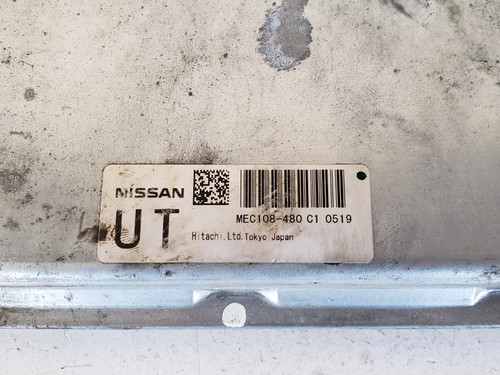 NISSAN
UT
MEC108-480 C1 0519
Hitachi,Ltd.Tokyo Japan